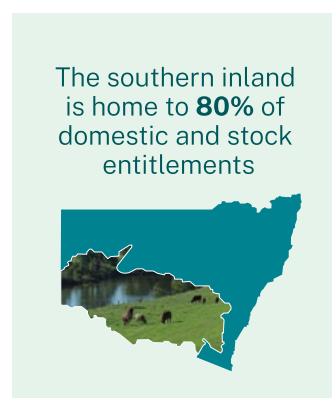 The southern inland
is home to 80% of
domestic and stock
entitlements